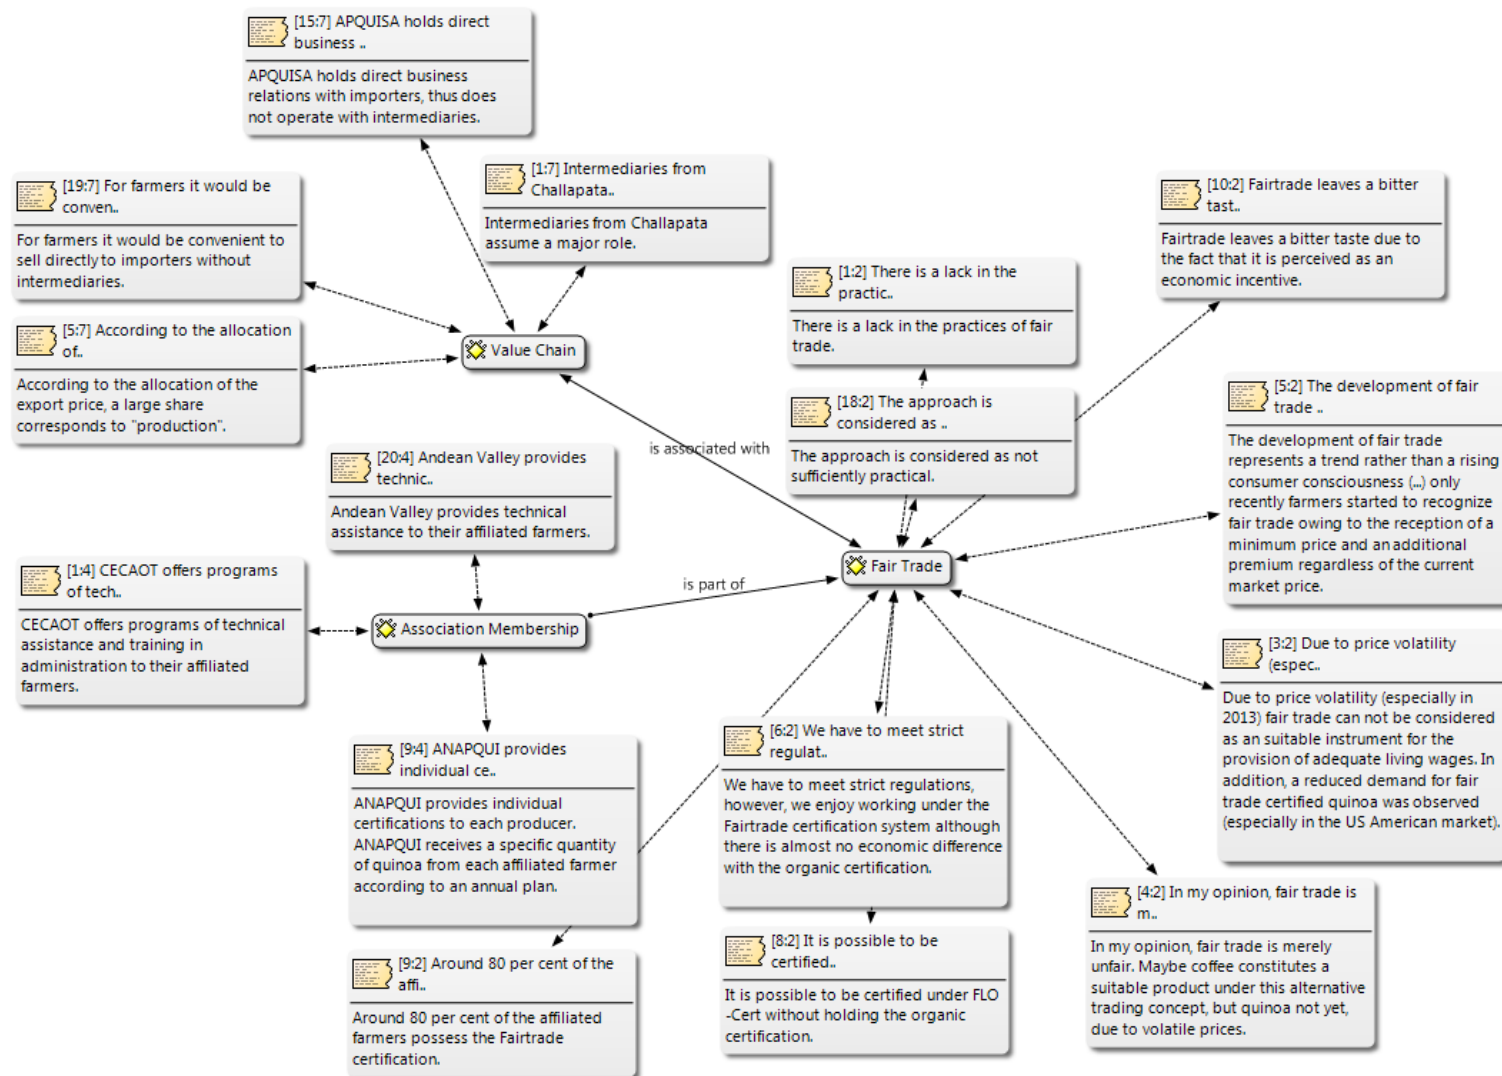 [15:7] APQUISA holds direct
business ..
APQUISA holds direct business
relations with importers, thus does
not operate with intermediaries.
[1:7] Intermediaries from
Challapata..
Intermediaries from Challapata
assume a major role.
[19:7] For farmers it would be
conven..
For farmers it would be convenient to
sell directly to importers without
intermediaries.
[10:2] Fairtrade leaves a bitter
tast..
Fairtrade leaves a bitter taste due to
the fact that it is perceived as an
economic incentive.
[1:2] There is a lack in the
practic..
There is a lack in the practices of fair
trade.
[5:7] According to the allocation
of..
According to the allocation of the
export price, a large share
corresponds to "production".
Value Chain
[18:2] The approach is
considered as ..
The approach is considered as not
sufficiently practical.
[5:2] The development of fair
trade ..
The development of fair trade
represents a trend rather than a rising
consumer consciousness (...) only
recently farmers started to recognize
fair trade owing to the reception of a
minimum price and an additional
premium regardless of the current
market price.
is associated with
[20:4] Andean Valley provides
technic..
Andean Valley provides technical
assistance to their affiliated farmers.
Fair Trade
is part of
[1:4] CECAOT offers programs
of tech..
CECAOT offers programs of technical
assistance and training in
administration to their affiliated
farmers.
Association Membership
[3:2] Due to price volatility
(espec..
Due to price volatility (especially in
2013) fair trade can not be considered
as an suitable instrument for the
provision of adequate living wages. In
addition, a reduced demand for fair
trade certified quinoa was observed
(especially in the US American market).
[9:4] ANAPQUI provides
individual ce..
ANAPQUI provides individual
certifications to each producer.
ANAPQUI receives a specific quantity
of quinoa from each affiliated farmer
according to an annual plan.
[6:2] We have to meet strict
regulat..
We have to meet strict regulations,
however, we enjoy working under the
Fairtrade certification system although
there is almost no economic difference
with the organic certification.
[4:2] In my opinion, fair trade is
m..
In my opinion, fair trade is merely
unfair. Maybe coffee constitutes a
suitable product under this alternative
trading concept, but quinoa not yet,
due to volatile prices.
[9:2] Around 80 per cent of the
affi..
Around 80 per cent of the affiliated
farmers possess the Fairtrade
certification.
[8:2] It is possible to be
certified..
It is possible to be certified under FLO
-Cert without holding the organic
certification.